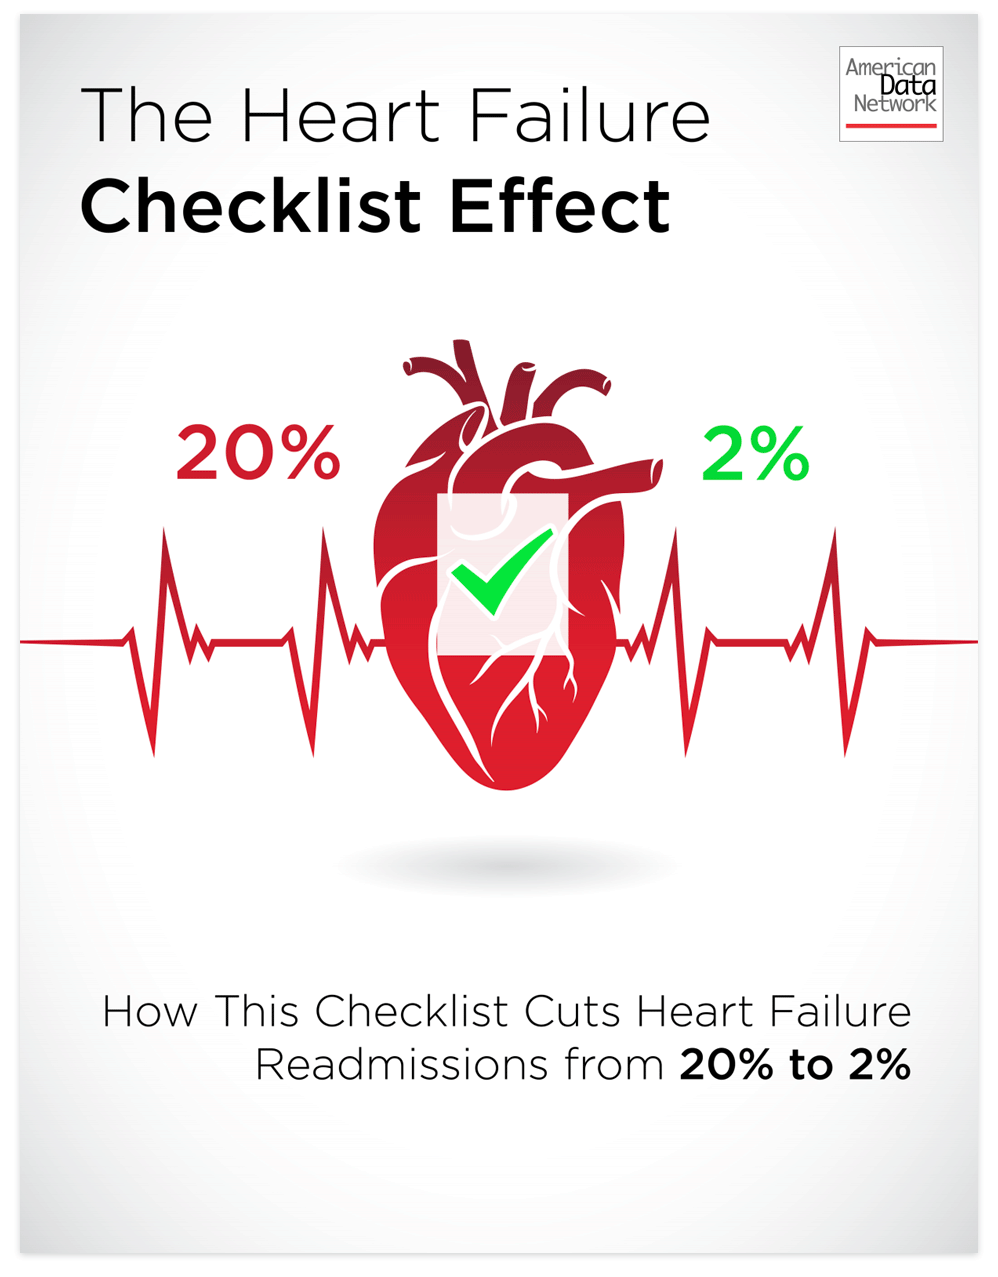 The Heart Failure
Checklist Effect
American
Data
Network
20%
2%
How This Checklist Cuts Heart Failure
Readmissions from 20% to 2%